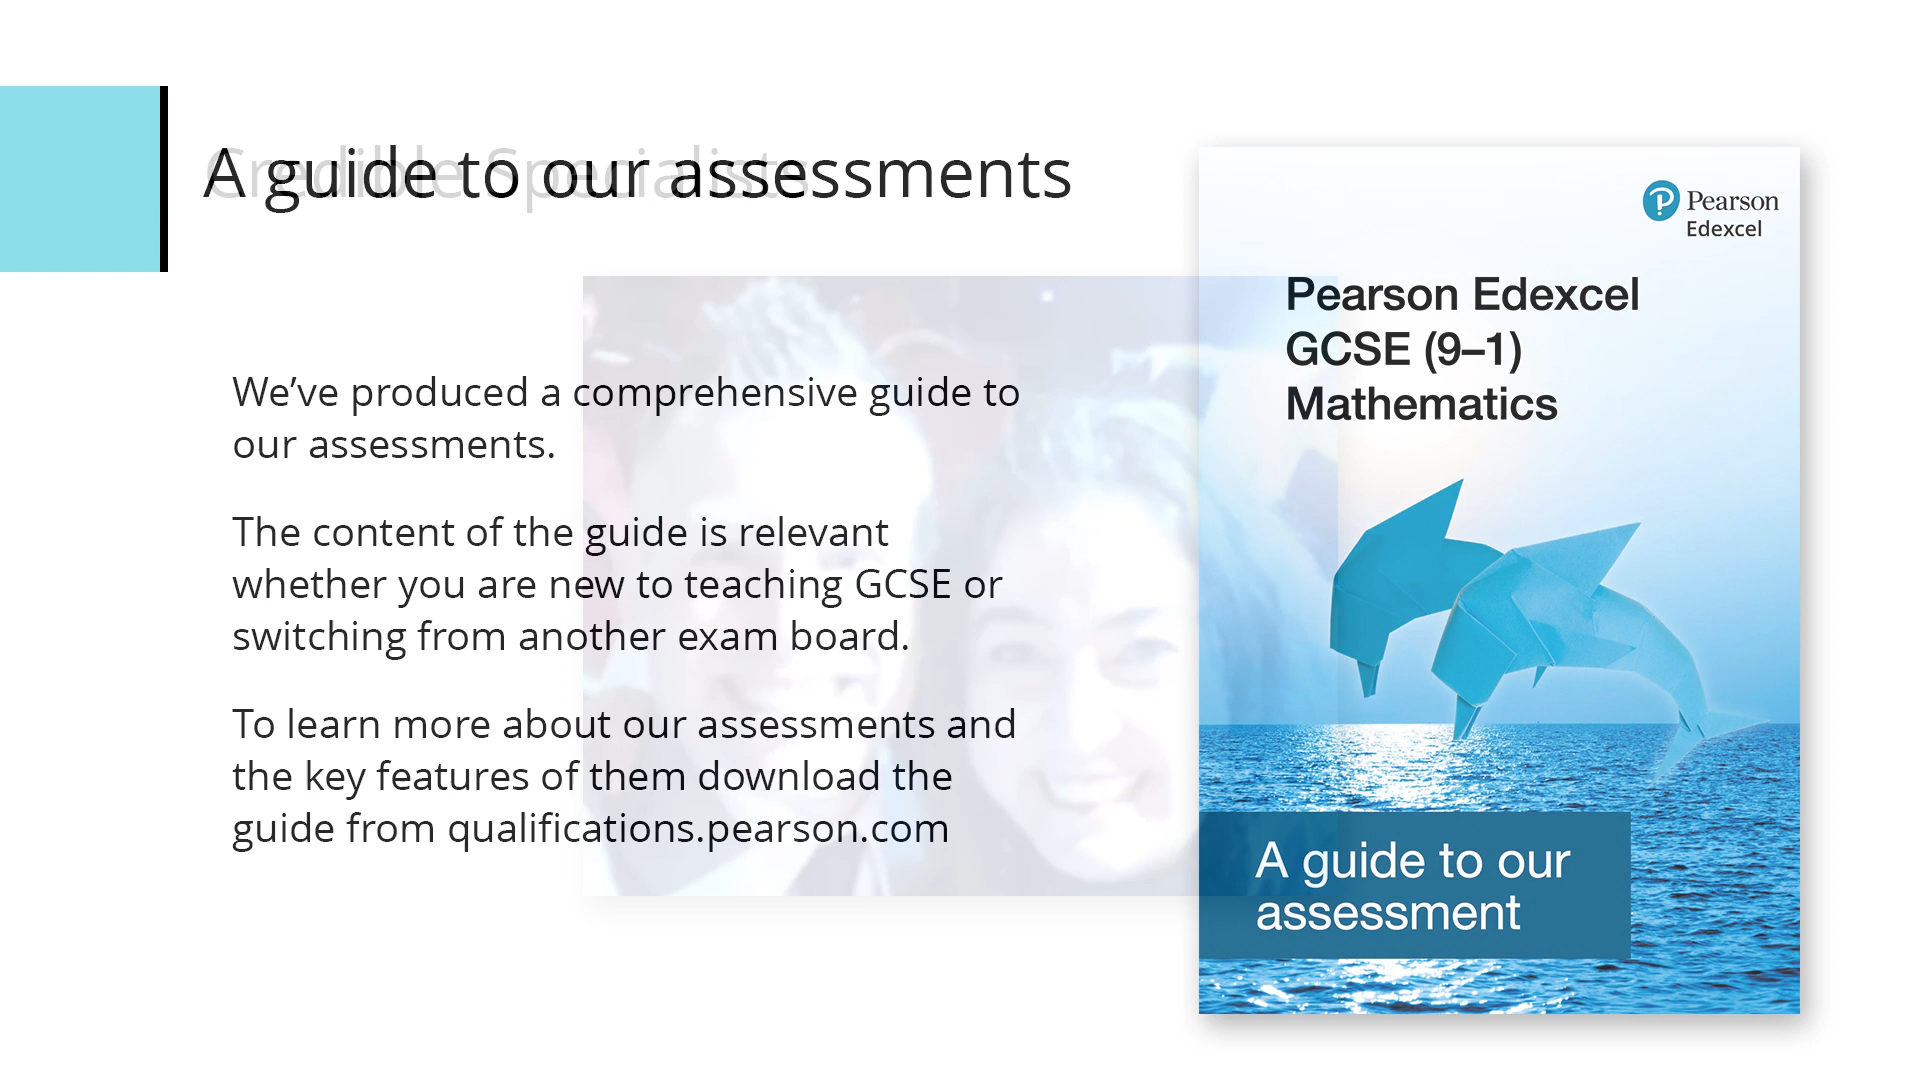 A guide to our assessments
Credible Specialists
We’ve produced a comprehensive guide to
our assessments.
The content of the guide is relevant
whether you are new to teaching GCSE or
switching from another exam board.
To learn more about our assessments and
the key features of them download the
guide from qualifications.pearson.com
Pearson
Edexcel
Pearson Edexcel
GCSE (9–1)
Mathematics
A guide to our
assessment